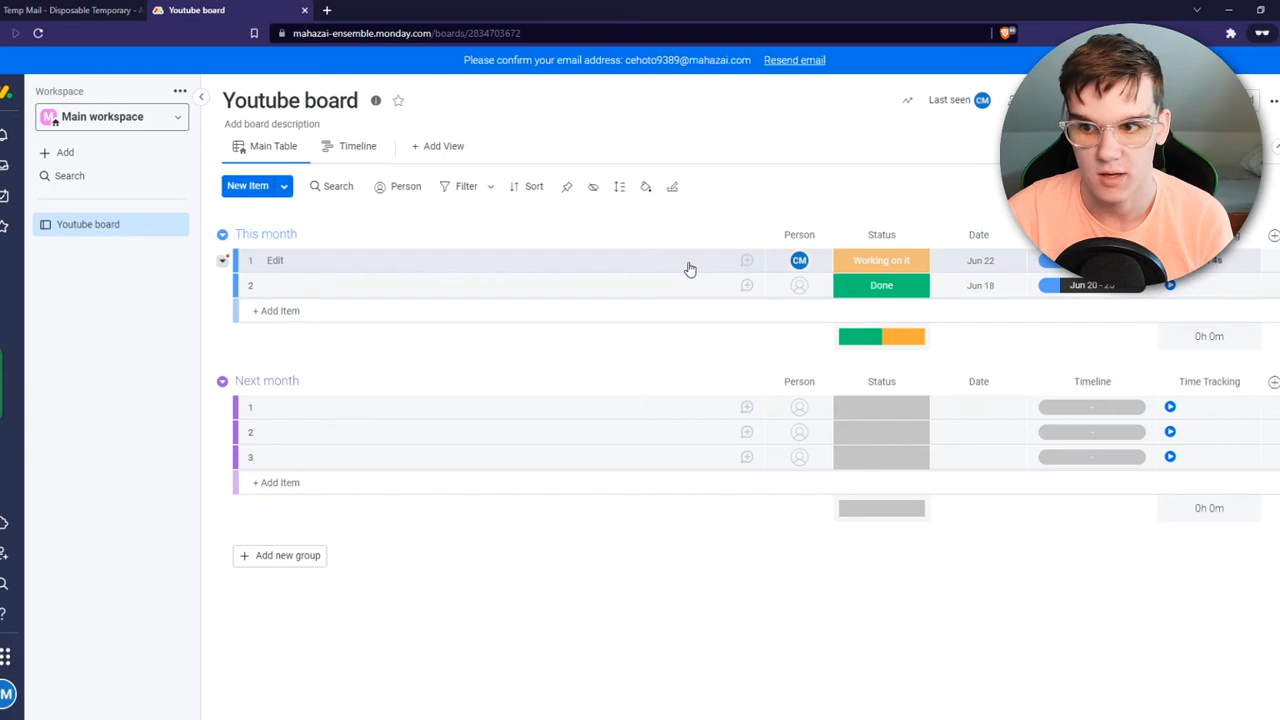 Temp Mail - Disposable Temporary -
Youtube board
mahazai-ensemble.monday.com/boards/2834703672
Please confirm your email address: cehoto9389@mahazai.com Resend email
Workspace
M Main workspace
Add
Search
Youtube board
Youtube board
Last seen CM
Add board description
Main Table Timeline + Add View
New Item Search Person Filter Sort
This month Person Status Date
1 Edit CM Working on it Jun 22
2 Done Jun 18
+ Add Item
0h 0m
Next month Person Status Date Timeline Time Tracking
1 -
2 -
3 -
+ Add Item
0h 0m
+ Add new group
M